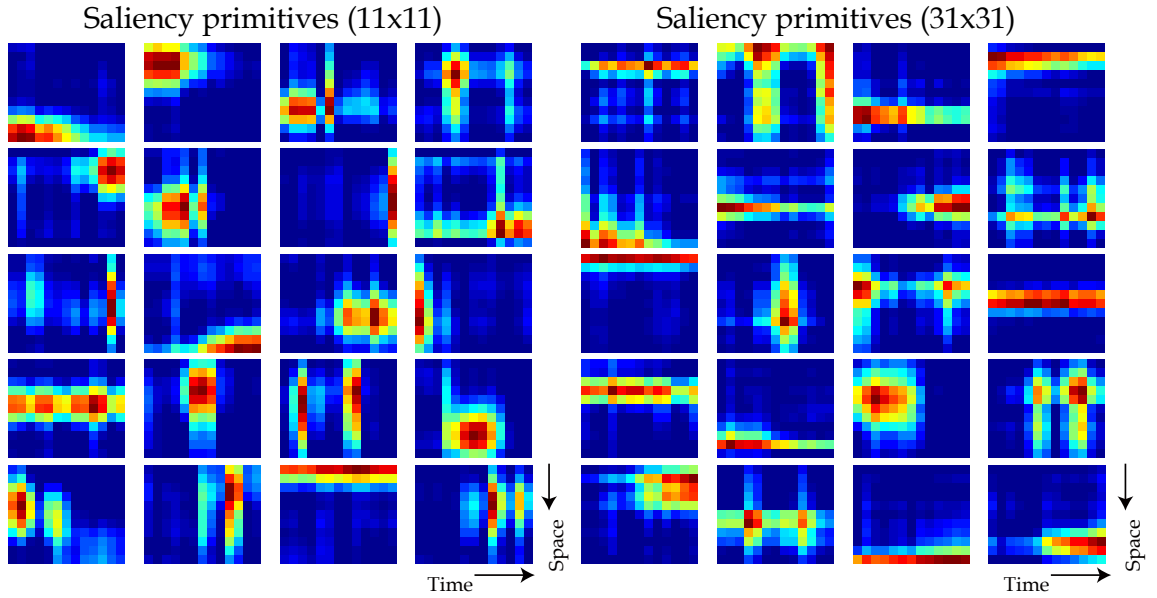 Saliency primitives (11x11)
Saliency primitives (31x31)
Space
Time
Space
Time